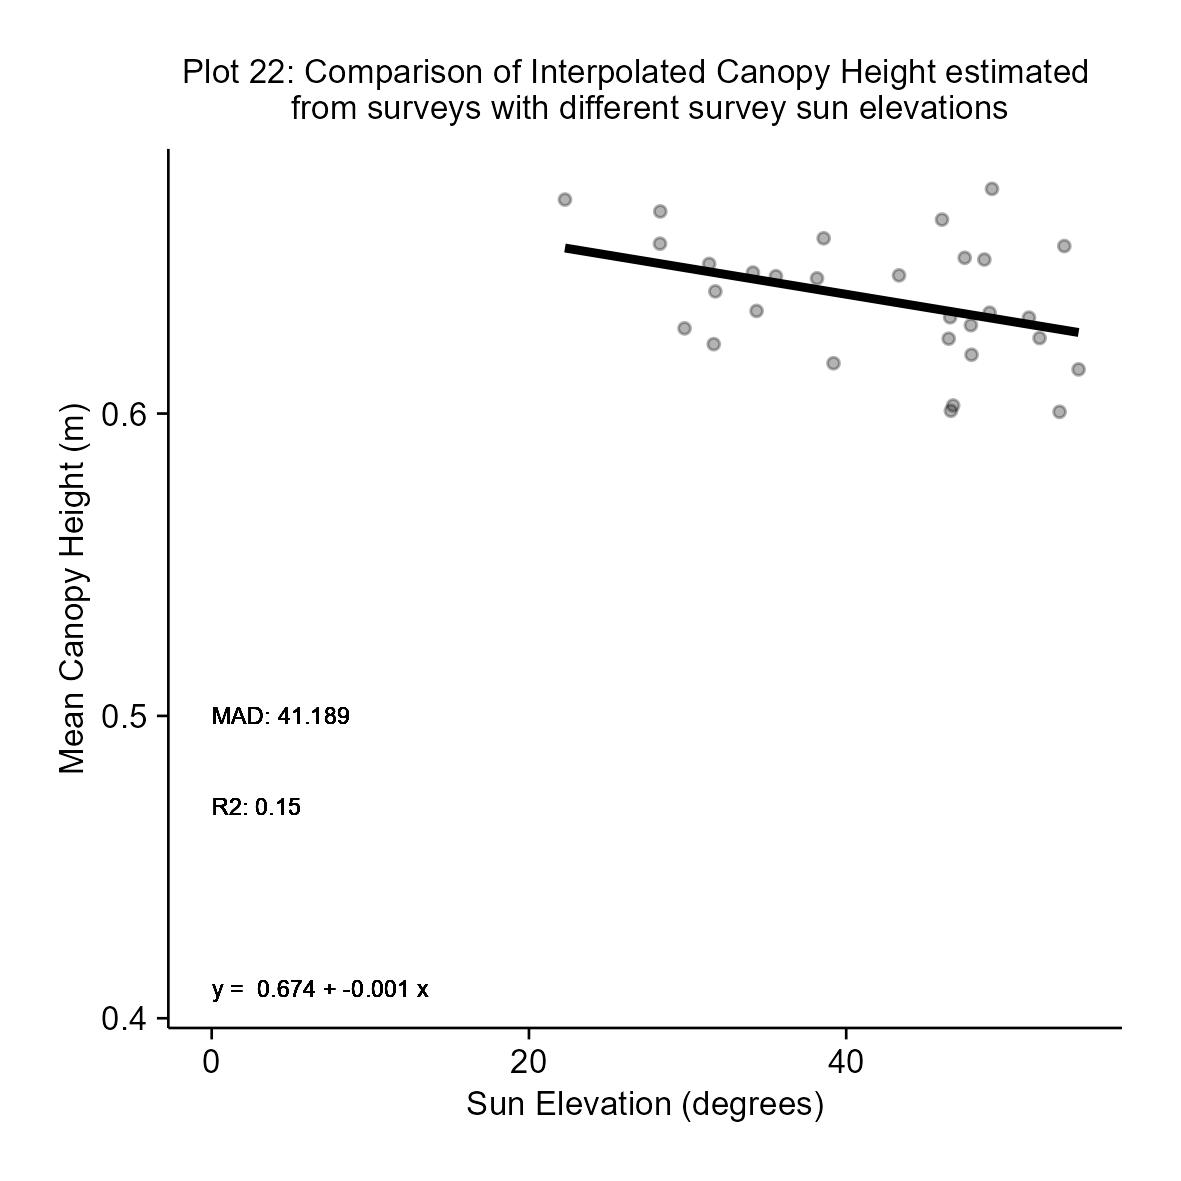 Plot 22: Comparison of Interpolated Canopy Height estimated
from surveys with different survey sun elevations
Mean Canopy Height (m)
0.6
0.5
0.4
MAD: 41.189
R2: 0.15
y =  0.674 + -0.001 x
0
20
40
Sun Elevation (degrees)